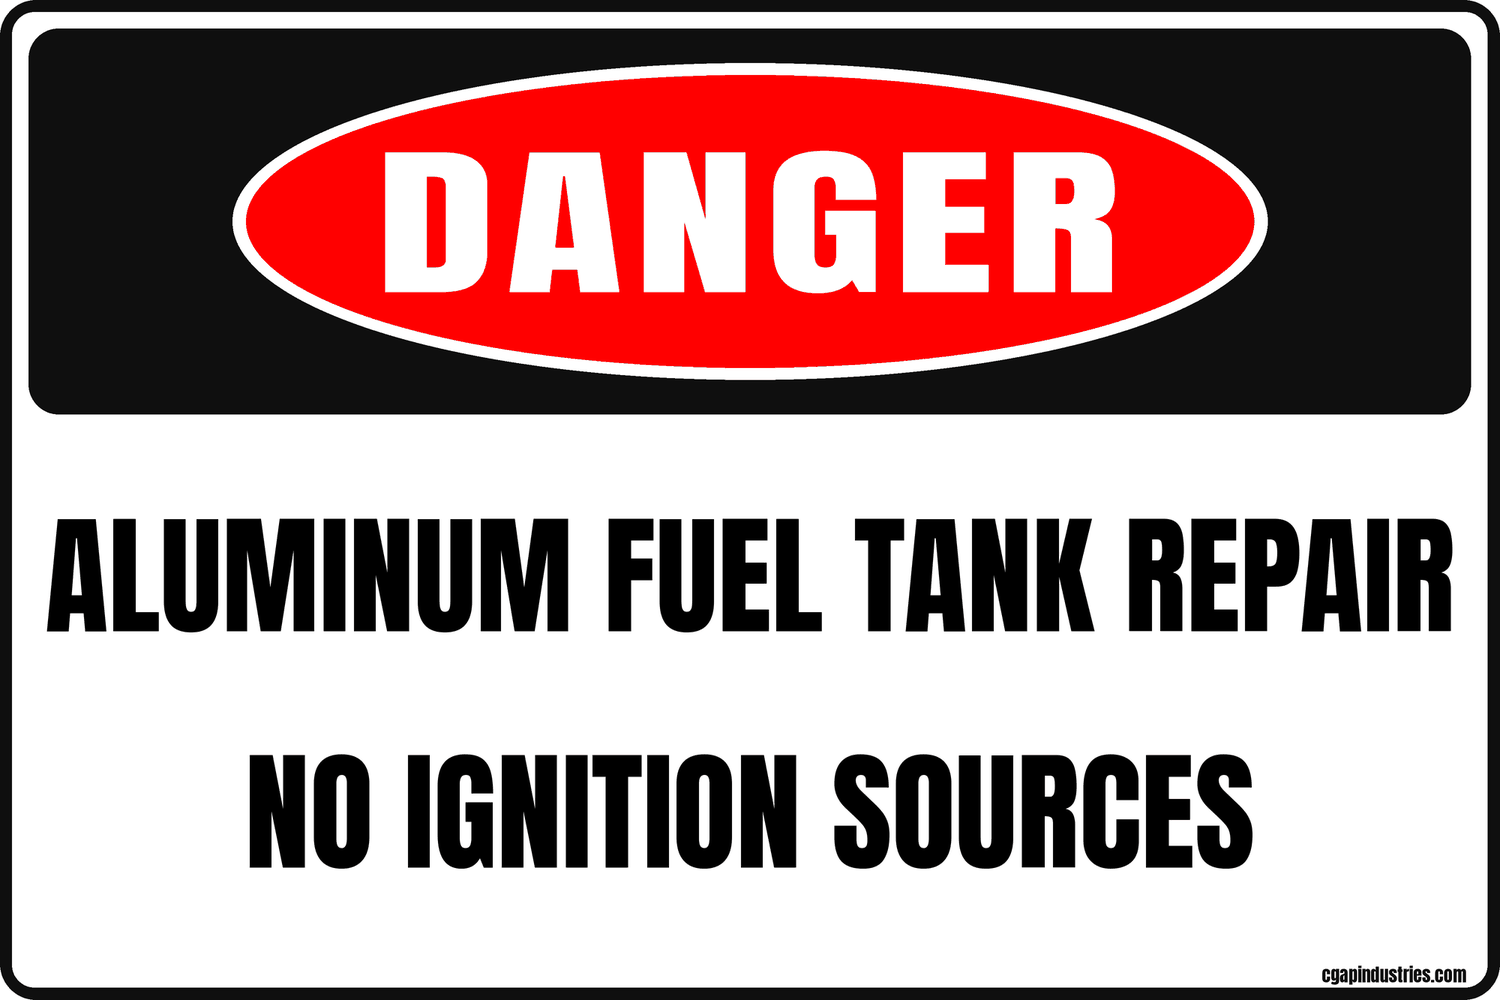 DANGER
ALUMINUM FUEL TANK REPAIR
NO IGNITION SOURCES
cgapindustries.com